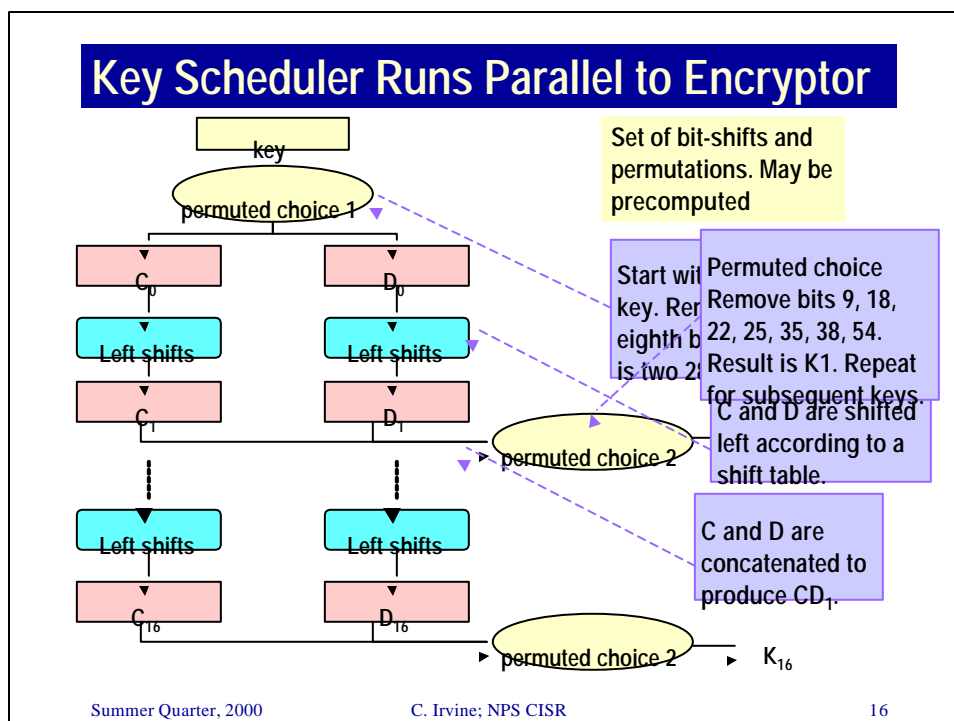 Key Scheduler Runs Parallel to Encryptor
key
permuted choice 1
Set of bit-shifts and
permutations. May be
precomputed
C0
D0
Start
key.
eighth
is two
Permuted choice
Remove bits 9, 18,
22, 25, 35, 38, 54.
Result is K1. Repeat
for subsequent keys.
Left shifts
Left shifts
C1
D1
permuted choice 2
C and D are shifted
left according to a
shift table.
Left shifts
Left shifts
C and D are
concatenated to
produce CD1.
C16
D16
permuted choice 2
K16
Summer Quarter, 2000
C. Irvine; NPS CISR
16